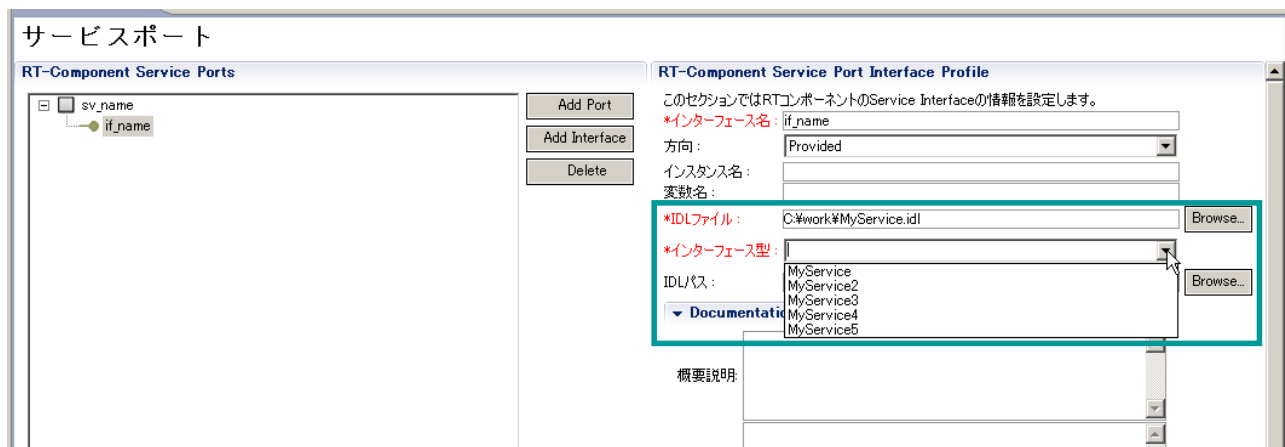 サービスポート
RT-Component Service Ports
sv_name
if_name
Add Port
Add Interface
Delete
RT-Component Service Port Interface Profile
このセクションではRTコンポーネントのService Interfaceの情報を設定します。
*インターフェース名: if_name
方向: Provided
インスタンス名:
変数名:
*IDLファイル: C:¥work¥MyService.idl Browse...
*インターフェース型:
MyService
MyService2
MyService3
MyService4
MyService5
IDLパス: Browse...
Documentatio
概要説明: